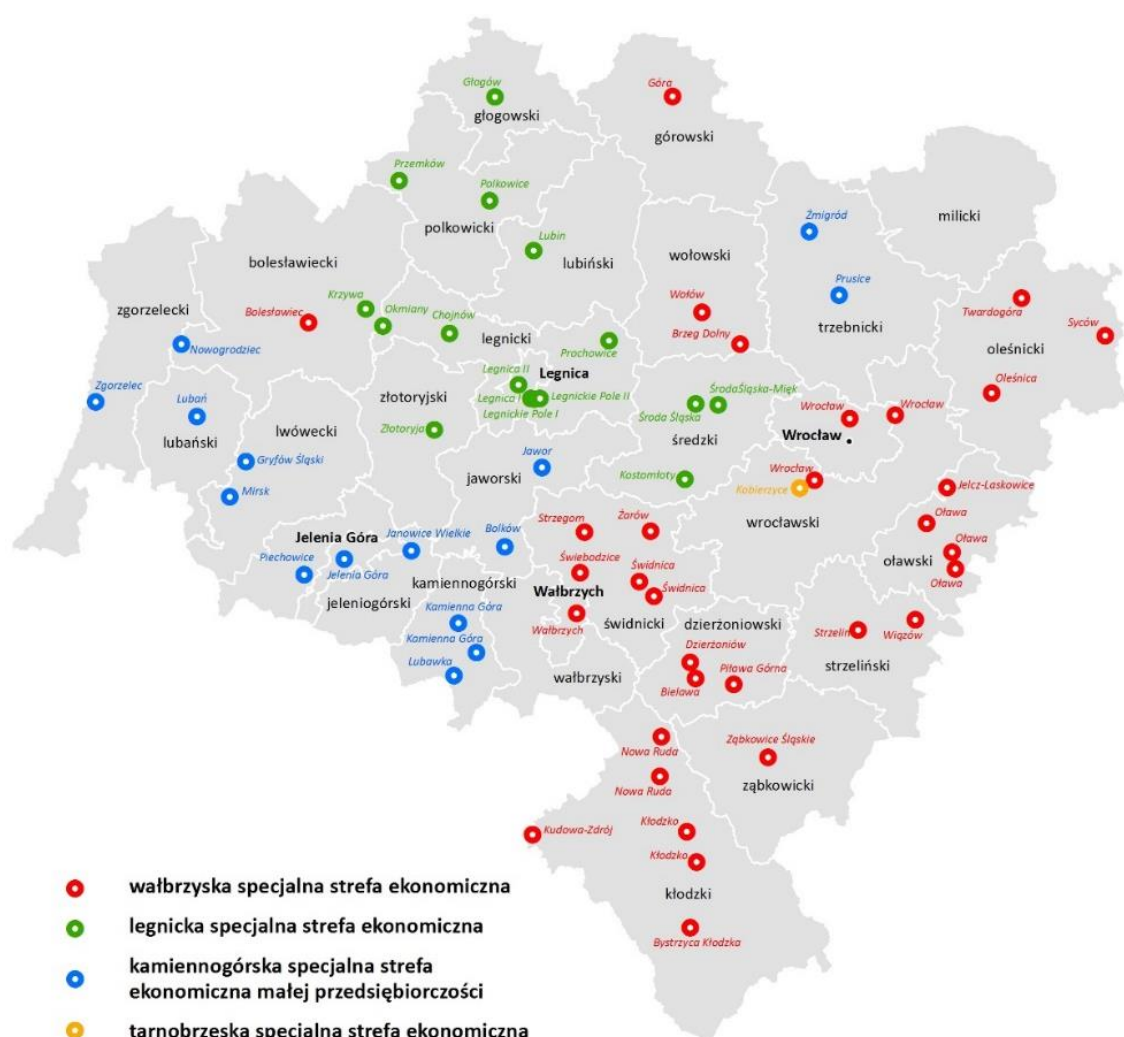 Głogów
głogowski
Góra
górowski
Przemków
Polkowice
polkowicki
Lubin
lubiński
Żmigród
milicki
wołowski
bolesławiecki
zgorzelecki
Krzywa
Okmiany
Chojnów
Bolesławiec
legnicki
Prochowice
Wołów
Brzeg Dolny
Prusice
trzebnicki
Twardogóra
Syców
oleśnicki
Oleśnica
Nowogrodziec
Zgorzelec
Lubań
lubański
lwówecki
złotoryjski
Złotoryja
Legnica II
Legnica
Legnica I
Legnickie Pole II
Legnickie Pole I
Środa Śląska
ŚrodaŚląska-Mięk
średzki
Wrocław
Wrocław
Wrocław
Gryfów Śląski
Mirsk
Jawor
jaworski
Kostomłoty
Wrocław
Kobierzyce
wrocławski
Jelcz-Laskowice
Oława
Oława
Oława
oławski
Jelenia Góra
Janowice Wielkie
Bolków
Strzegom
Żarów
Piechowice
Jelenia Góra
jeleniogórski
kamiennogórski
Świebodzice
Wałbrzych
Świdnica
Świdnica
świdnicki
Kamienna Góra
Kamienna Góra
Lubawka
Wałbrzych
wałbrzyski
dzierżoniowski
Dzierżoniów
Bielawa
Piława Górna
Strzelin
Wiązów
strzeliński
Nowa Ruda
Nowa Ruda
Ząbkowice Śląskie
ząbkowicki
Kudowa-Zdrój
Kłodzko
Kłodzko
kłodzki
Bystrzyca Kłodzka
wałbrzyska specjalna strefa ekonomiczna
legnicka specjalna strefa ekonomiczna
kamiennogórska specjalna strefa
ekonomiczna małej przedsiębiorczości
tarnobrzeska specjalna strefa ekonomiczna